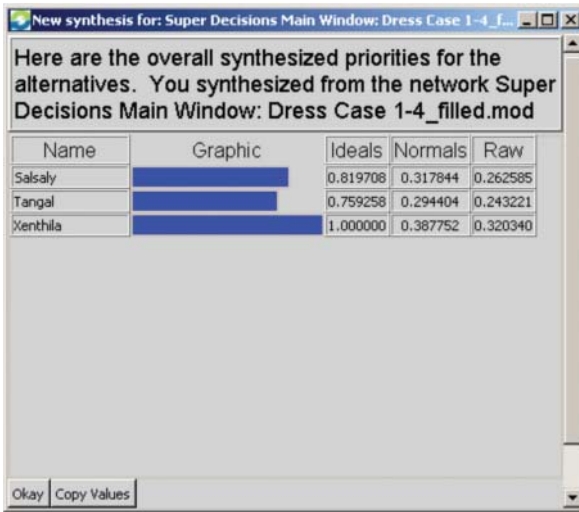 New synthesis for: Super Decisions Main Window: Dress Case 1-4_f...
Here are the overall synthesized priorities for the
alternatives. You synthesized from the network Super
Decisions Main Window: Dress Case 1-4_filled.mod
Name Graphic Ideals Normals Raw
Salsaly 0.819708 0.317844 0.262585
Tangal 0.759258 0.294404 0.243221
Xenthila 1.000000 0.387752 0.320340
Okay Copy Values